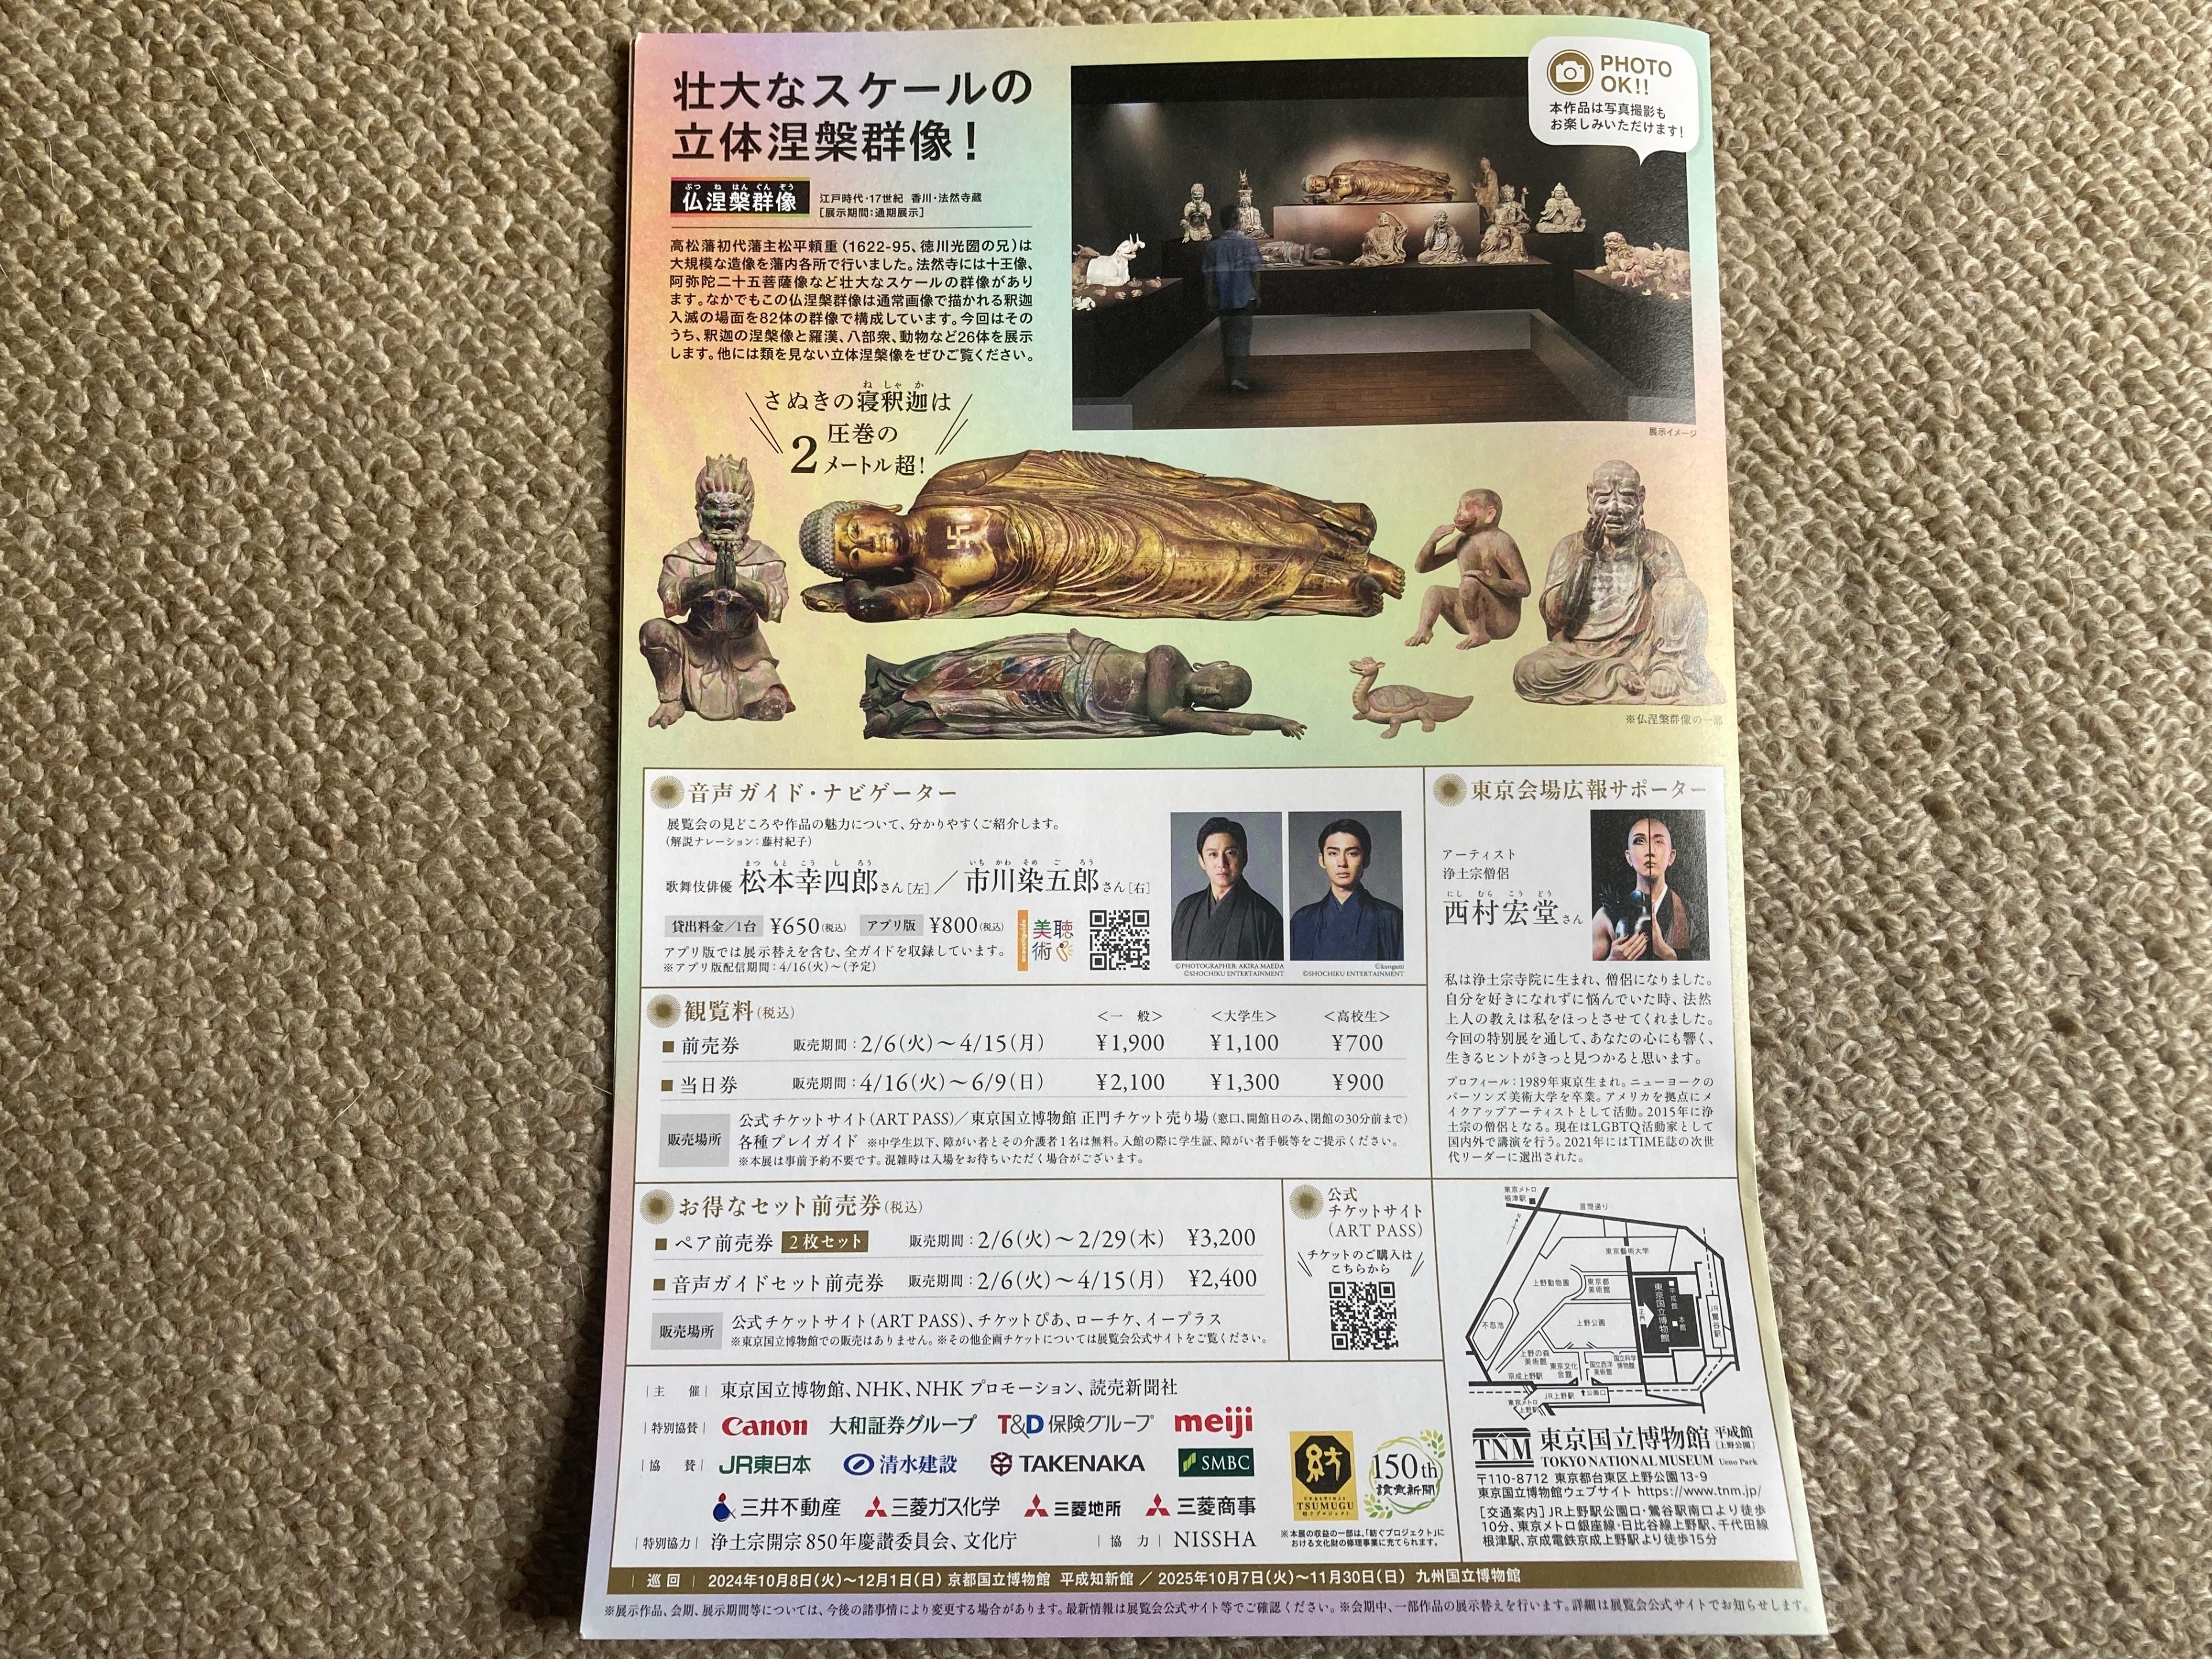 壮大なスケールの
立体涅槃群像！
PHOTO
OK!!
本作品は写真撮影も
お楽しみいただけます！
ぶつ ね はん ぐん ぞう
仏涅槃群像
江戸時代・17世紀 香川・法然寺蔵
［展示期間：通期展示］
高松藩初代藩主松平頼重（1622-95、徳川光圀の兄）は
大規模な造像を藩内各所で行いました。法然寺には十王像、
阿弥陀二十五菩薩像など壮大なスケールの群像があり
ます。なかでもこの仏涅槃群像は通常画像で描かれる釈迦
入滅の場面を82体の群像で構成しています。今回はその
うち、釈迦の涅槃像と羅漢、八部衆、動物など26体を展示
します。他には類を見ない立体涅槃像をぜひご覧ください。
展示イメージ
ね しゃ か
さぬきの寝釈迦は
圧巻の
2メートル超！
※仏涅槃群像の一部
音声ガイド・ナビゲーター
展覧会の見どころや作品の魅力について、分かりやすくご紹介します。
（解説ナレーション：藤村紀子）
まつ もと こう し ろう
いち かわ そめ ご ろう
歌舞伎俳優 松本幸四郎さん［左］／市川染五郎さん［右］
貸出料金／1台 ¥650（税込） アプリ版 ¥800（税込）
聴美術
アプリ版では展示替えを含む、全ガイドを収録しています。
※アプリ版配信期間：4/16（火）〜（予定）
©PHOTOGRAPHER: AKIRA MAEDA
©SHOCHIKU ENTERTAINMENT
©kurigami
©SHOCHIKU ENTERTAINMENT
東京会場広報サポーター
アーティスト
浄土宗僧侶
にし むら こう どう
西村宏堂さん
私は浄土宗寺院に生まれ、僧侶になりました。
自分を好きになれずに悩んでいた時、法然
上人の教えは私をほっとさせてくれました。
今回の特別展を通して、あなたの心にも響く、
生きるヒントがきっと見つかると思います。
プロフィール：1989年東京生まれ。ニューヨークの
パーソンズ美術大学を卒業。アメリカを拠点にメ
イクアップアーティストとして活動。2015年に浄
土宗の僧侶となる。現在はLGBTQ活動家として
国内外で講演を行う。2021年にはTIME誌の次世
代リーダーに選出された。
観覧料（税込）
＜一 般＞ ＜大学生＞ ＜高校生＞
■ 前売券 販売期間：2/6（火）〜4/15（月） ¥1,900 ¥1,100 ¥700
■ 当日券 販売期間：4/16（火）〜6/9（日） ¥2,100 ¥1,300 ¥900
販売場所
公式チケットサイト（ART PASS）／東京国立博物館 正門チケット売り場（窓口、開館日のみ、閉館の30分前まで）
各種プレイガイド ※中学生以下、障がい者とその介護者1名は無料。入館の際に学生証、障がい者手帳等をご提示ください。
※本展は事前予約不要です。混雑時は入場をお待ちいただく場合がございます。
お得なセット前売券（税込）
■ ペア前売券 2枚セット 販売期間：2/6（火）〜2/29（木） ¥3,200
■ 音声ガイドセット前売券 販売期間：2/6（火）〜4/15（月） ¥2,400
販売場所
公式チケットサイト（ART PASS）、チケットぴあ、ローチケ、イープラス
※東京国立博物館での販売はありません。※その他企画チケットについては展覧会公式サイトをご覧ください。
公式
チケットサイト
（ART PASS）
チケットのご購入は
こちらから
東京メトロ
根津駅
言問通り
東京藝術大学
上野動物園
東京都
美術館
東京国立博物館
平成館
本館
正門
JR鶯谷駅
不忍池
上野公園
上野の森
美術館
東京文化
会館
国立西洋
美術館
国立科学
博物館
京成上野駅
JR上野駅
公園口
東京メトロ
上野駅
｜主 催｜ 東京国立博物館、NHK、NHKプロモーション、読売新聞社
｜特別協賛｜ Canon 大和証券グループ T&D 保険グループ meiji
｜協 賛｜ JR東日本 清水建設 TAKENAKA SMBC
三井不動産 三菱ガス化学 三菱地所 三菱商事
｜特別協力｜ 浄土宗開宗850年慶讃委員会、文化庁 ｜協 力｜ NISSHA
紡
TSUMUGU
紡ぐプロジェクト
150th
読売新聞
※本展の収益の一部は、「紡ぐプロジェクト」に
おける文化財の修理事業に充てられます。
TNM 東京国立博物館 平成館
［上野公園］
TOKYO NATIONAL MUSEUM Ueno Park
〒110-8712 東京都台東区上野公園13-9
東京国立博物館ウェブサイト https://www.tnm.jp/
［交通案内］JR上野駅公園口・鶯谷駅南口より徒歩
10分、東京メトロ銀座線・日比谷線上野駅、千代田線
根津駅、京成電鉄京成上野駅より徒歩15分
｜巡回｜ 2024年10月8日（火）〜12月1日（日） 京都国立博物館 平成知新館 ／ 2025年10月7日（火）〜11月30日（日） 九州国立博物館
※展示作品、会期、展示期間等については、今後の諸事情により変更する場合があります。最新情報は展覧会公式サイト等でご確認ください。※会期中、一部作品の展示替えを行います。詳細は展覧会公式サイトでお知らせします。